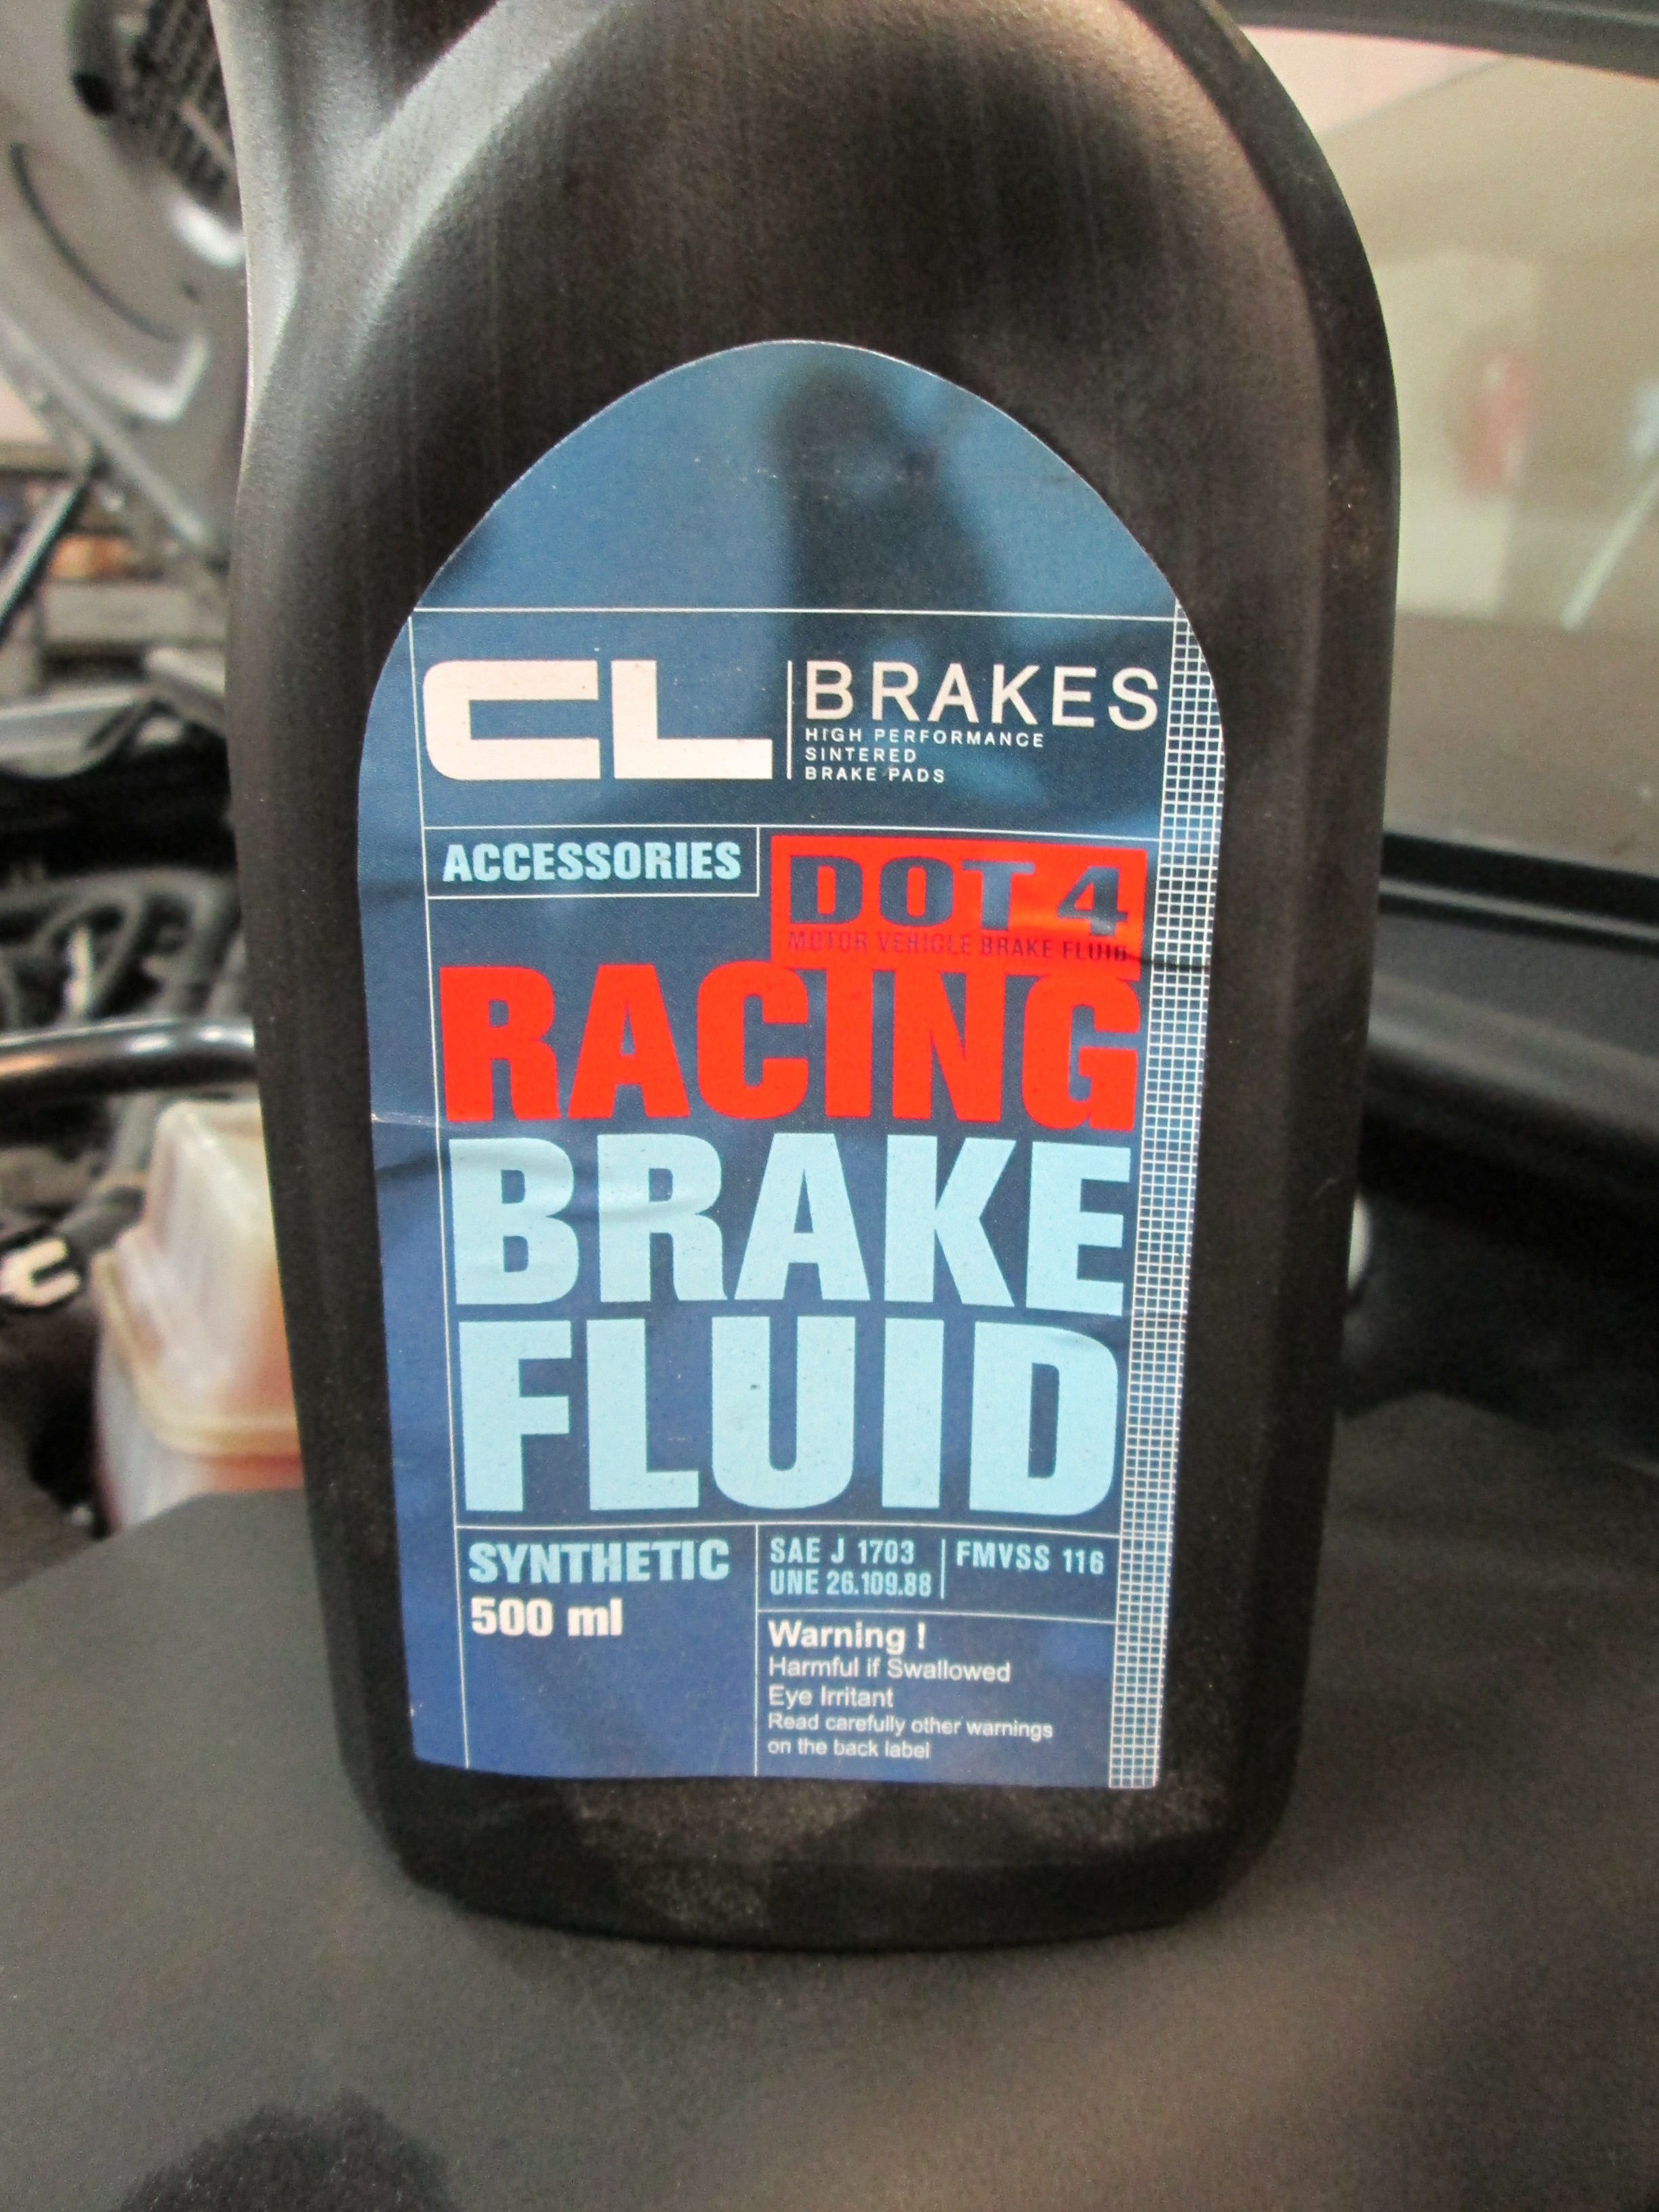 CL BRAKES
HIGH PERFORMANCE
SINTERED
BRAKE PADS
ACCESSORIES
DOT 4
MOTOR VEHICLE BRAKE FLUID
RACING
BRAKE
FLUID
SYNTHETIC
500 ml
SAE J 1703
UNE 26.109.88
FMVSS 116
Warning !
Harmful if Swallowed
Eye Irritant
Read carefully other warnings
on the back label